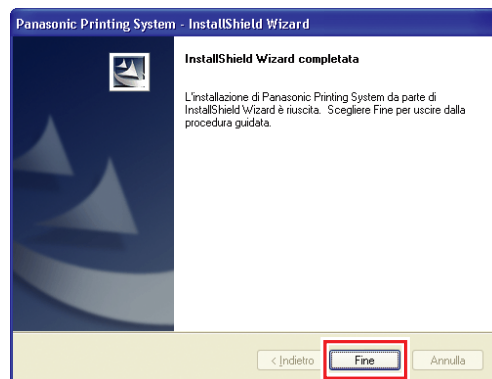 Panasonic Printing System - InstallShield Wizard
InstallShield Wizard completata
L'installazione di Panasonic Printing System da parte di
InstallShield Wizard è riuscita. Scegliere Fine per uscire dalla
procedura guidata.
< Indietro Fine Annulla